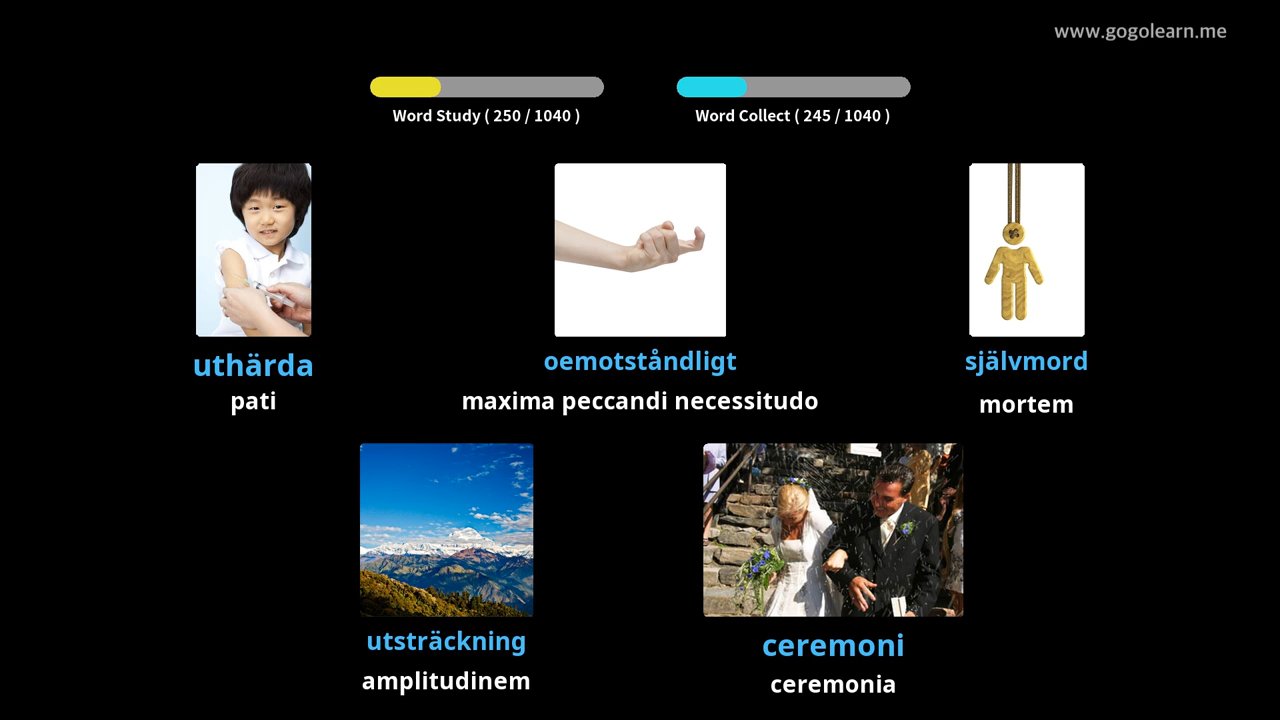 www.gogolearn.me
Word Study ( 250 / 1040 )
Word Collect ( 245 / 1040 )
uthärda
pati
oemotståndligt
maxima peccandi necessitudo
självmord
mortem
utsträckning
amplitudinem
ceremoni
ceremonia